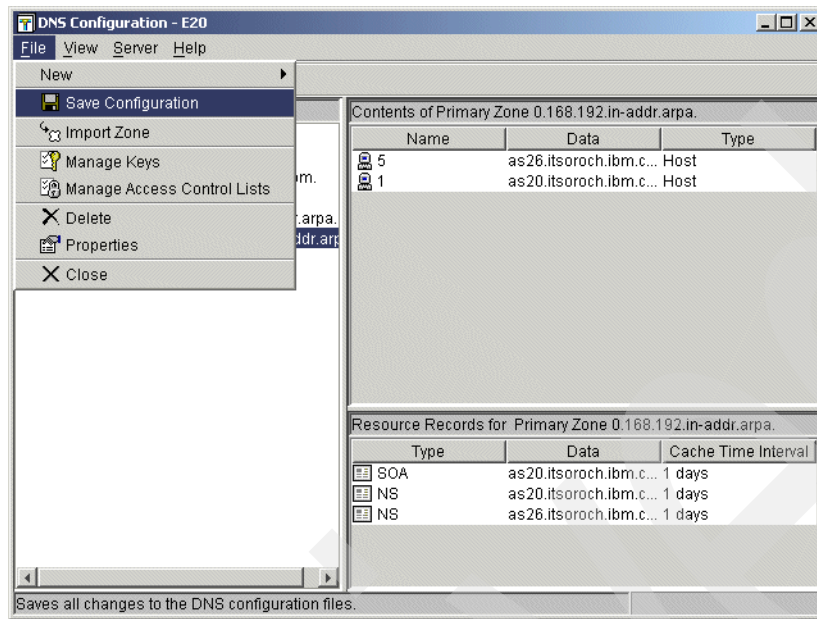 DNS Configuration - E20
File View Server Help
New
Save Configuration
Import Zone
Manage Keys
Manage Access Control Lists
Delete
Properties
Close
om.
r.arpa.
ddr.arp
Contents of Primary Zone 0.168.192.in-addr.arpa.
Name Data Type
5 as26.itsoroch.ibm.c... Host
1 as20.itsoroch.ibm.c... Host
Resource Records for Primary Zone 0.168.192.in-addr.arpa.
Type Data Cache Time Interval
SOA as20.itsoroch.ibm.c... 1 days
NS as20.itsoroch.ibm.c... 1 days
NS as26.itsoroch.ibm.c... 1 days
Saves all changes to the DNS configuration files.